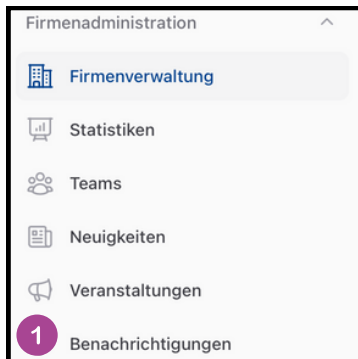 Firmenadministration
Firmenverwaltung
Statistiken
Teams
Neuigkeiten
Veranstaltungen
1 Benachrichtigungen